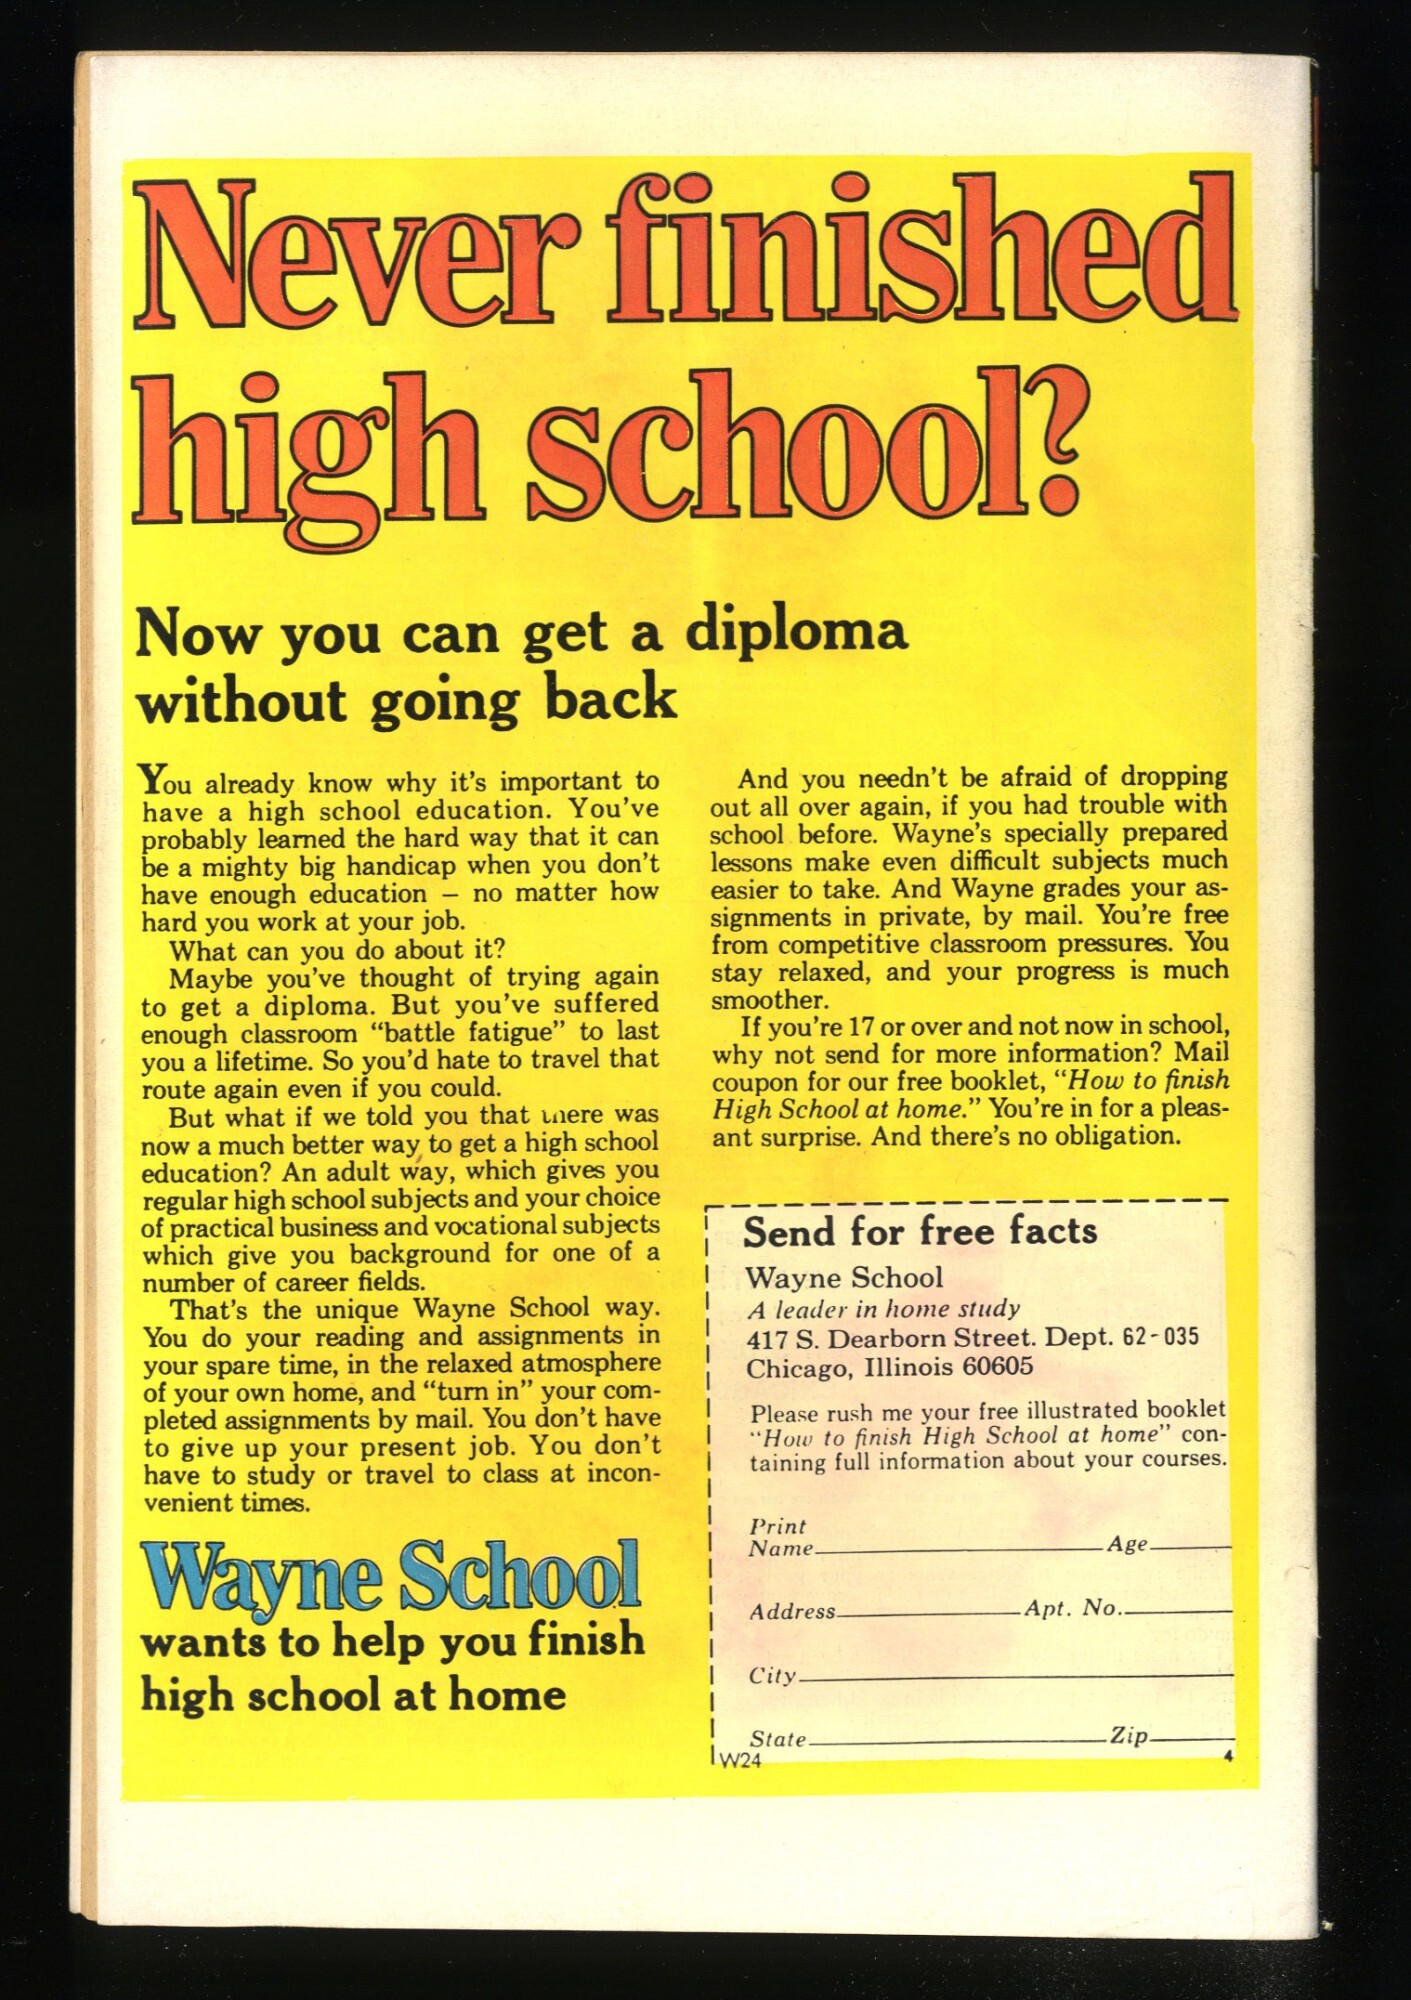 Never finished
high school?
Now you can get a diploma
without going back
You already know why it's important to
have a high school education. You've
probably learned the hard way that it can
be a mighty big handicap when you don't
have enough education – no matter how
hard you work at your job.
What can you do about it?
Maybe you've thought of trying again
to get a diploma. But you've suffered
enough classroom "battle fatigue" to last
you a lifetime. So you'd hate to travel that
route again even if you could.
But what if we told you that there was
now a much better way to get a high school
education? An adult way, which gives you
regular high school subjects and your choice
of practical business and vocational subjects
which give you background for one of a
number of career fields.
That's the unique Wayne School way.
You do your reading and assignments in
your spare time, in the relaxed atmosphere
of your own home, and "turn in" your com-
pleted assignments by mail. You don't have
to give up your present job. You don't
have to study or travel to class at incon-
venient times.
Wayne School
wants to help you finish
high school at home
And you needn't be afraid of dropping
out all over again, if you had trouble with
school before. Wayne's specially prepared
lessons make even difficult subjects much
easier to take. And Wayne grades your as-
signments in private, by mail. You're free
from competitive classroom pressures. You
stay relaxed, and your progress is much
smoother.
If you're 17 or over and not now in school,
why not send for more information? Mail
coupon for our free booklet, "How to finish
High School at home." You're in for a pleas-
ant surprise. And there's no obligation.
Send for free facts
Wayne School
A leader in home study
417 S. Dearborn Street. Dept. 62-035
Chicago, Illinois 60605
Please rush me your free illustrated booklet
"How to finish High School at home" con-
taining full information about your courses.
Print
Name Age
Address Apt. No.
City
State Zip
W24 4